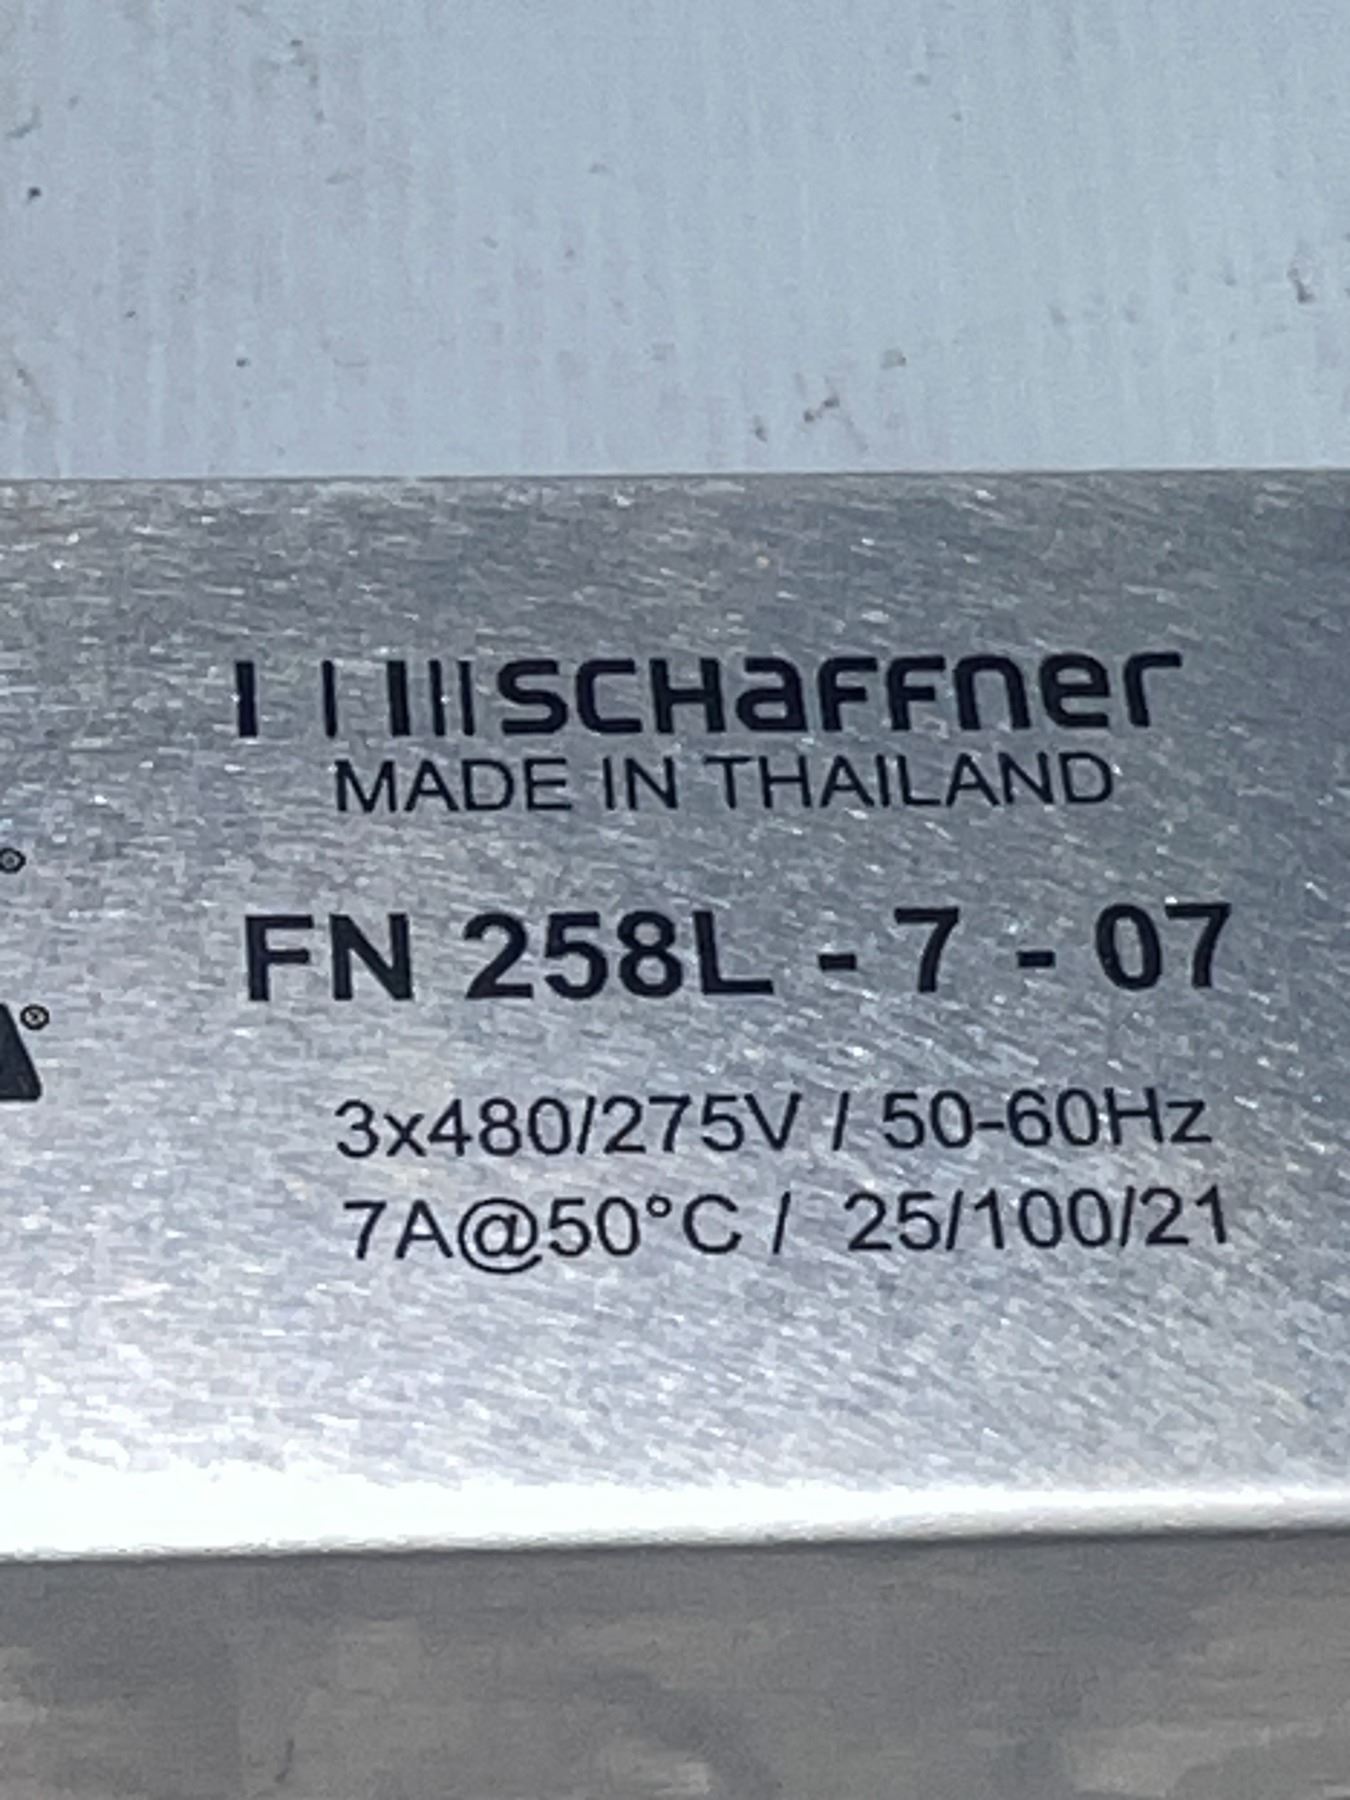 schaffner
MADE IN THAILAND
FN 258L - 7 - 07
3x480/275V / 50-60Hz
7A@50°C / 25/100/21
®
®